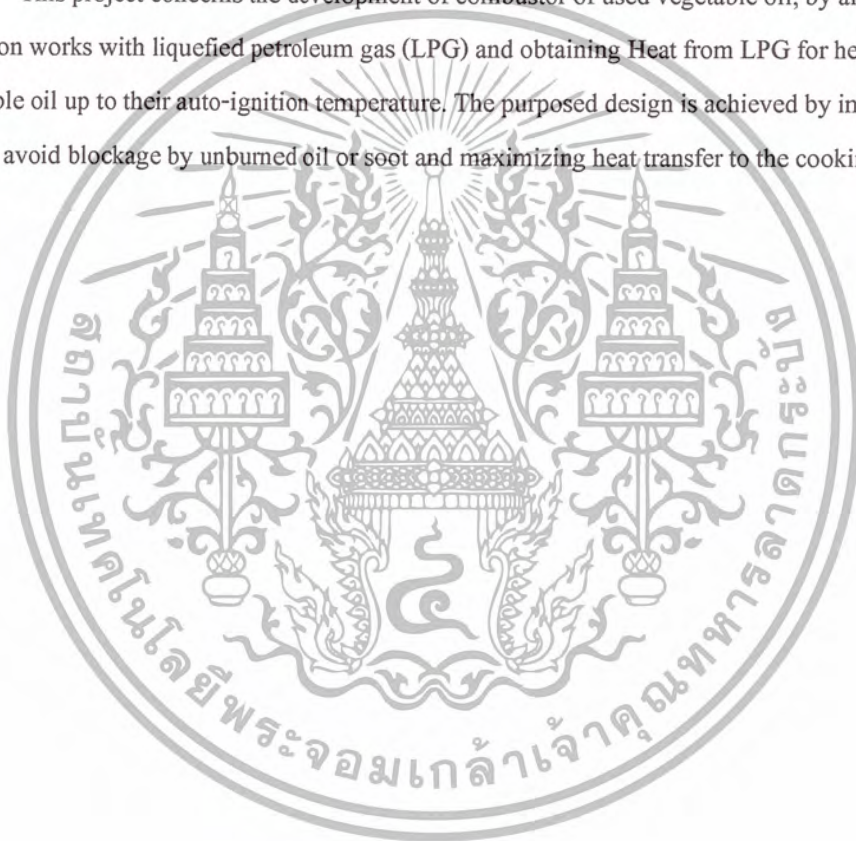 This project concerns the development of combustor of used vegetable oil, by a
on works with liquefied petroleum gas (LPG) and obtaining Heat from LPG for he
le oil up to their auto-ignition temperature. The purposed design is achieved by in
avoid blockage by unburned oil or soot and maximizing heat transfer to the cooki
สถาบันเทคโนโลยีพระจอมเกล้าเจ้าคุณทหารลาดกระบัง